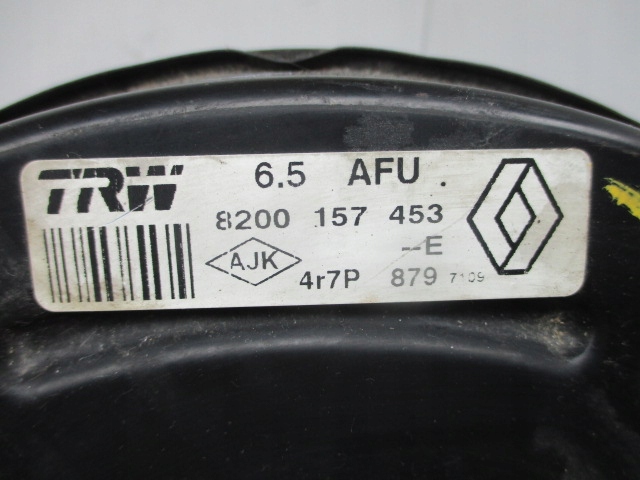 TRW 6.5 AFU .
8200 157 453
--E
AJK 4r7P 879 7109